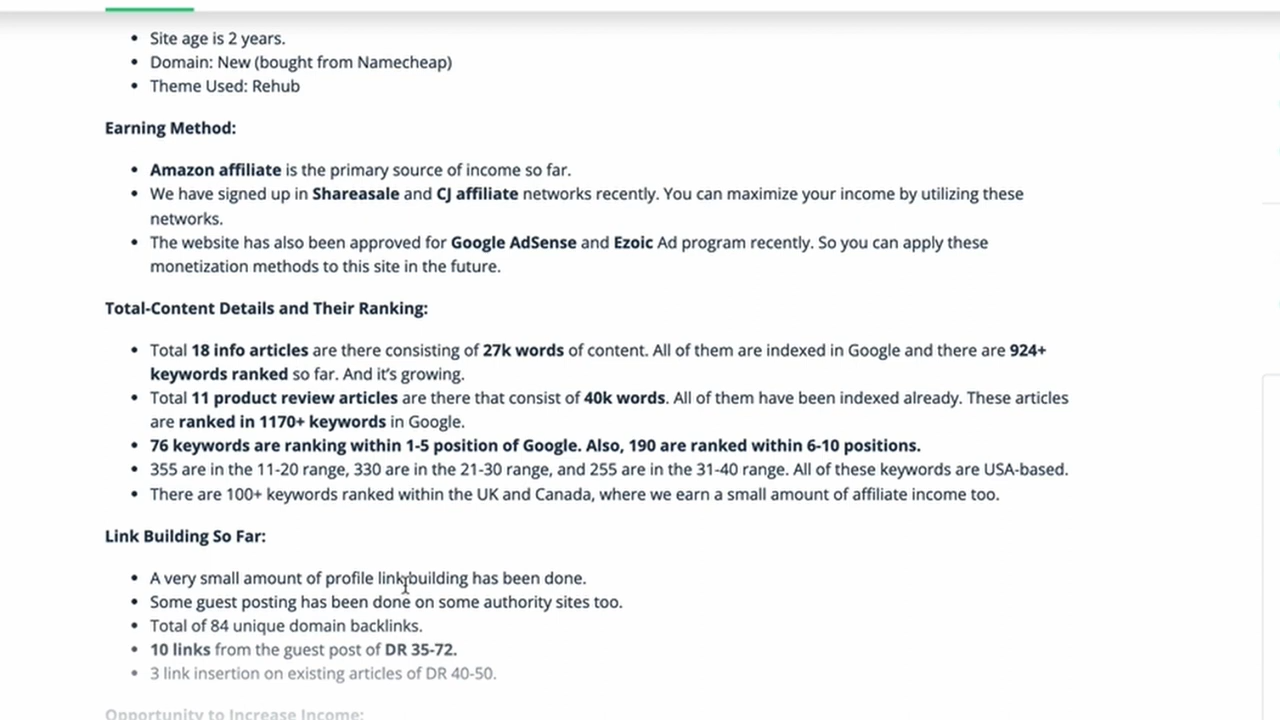 Site age is 2 years.
Domain: New (bought from Namecheap)
Theme Used: Rehub
Earning Method:
Amazon affiliate is the primary source of income so far.
We have signed up in Shareasale and CJ affiliate networks recently. You can maximize your income by utilizing these
networks.
The website has also been approved for Google AdSense and Ezoic Ad program recently. So you can apply these
monetization methods to this site in the future.
Total-Content Details and Their Ranking:
Total 18 info articles are there consisting of 27k words of content. All of them are indexed in Google and there are 924+
keywords ranked so far. And it’s growing.
Total 11 product review articles are there that consist of 40k words. All of them have been indexed already. These articles
are ranked in 1170+ keywords in Google.
76 keywords are ranking within 1-5 position of Google. Also, 190 are ranked within 6-10 positions.
355 are in the 11-20 range, 330 are in the 21-30 range, and 255 are in the 31-40 range. All of these keywords are USA-based.
There are 100+ keywords ranked within the UK and Canada, where we earn a small amount of affiliate income too.
Link Building So Far:
A very small amount of profile link building has been done.
Some guest posting has been done on some authority sites too.
Total of 84 unique domain backlinks.
10 links from the guest post of DR 35-72.
3 link insertion on existing articles of DR 40-50.
Opportunity to Increase Income: